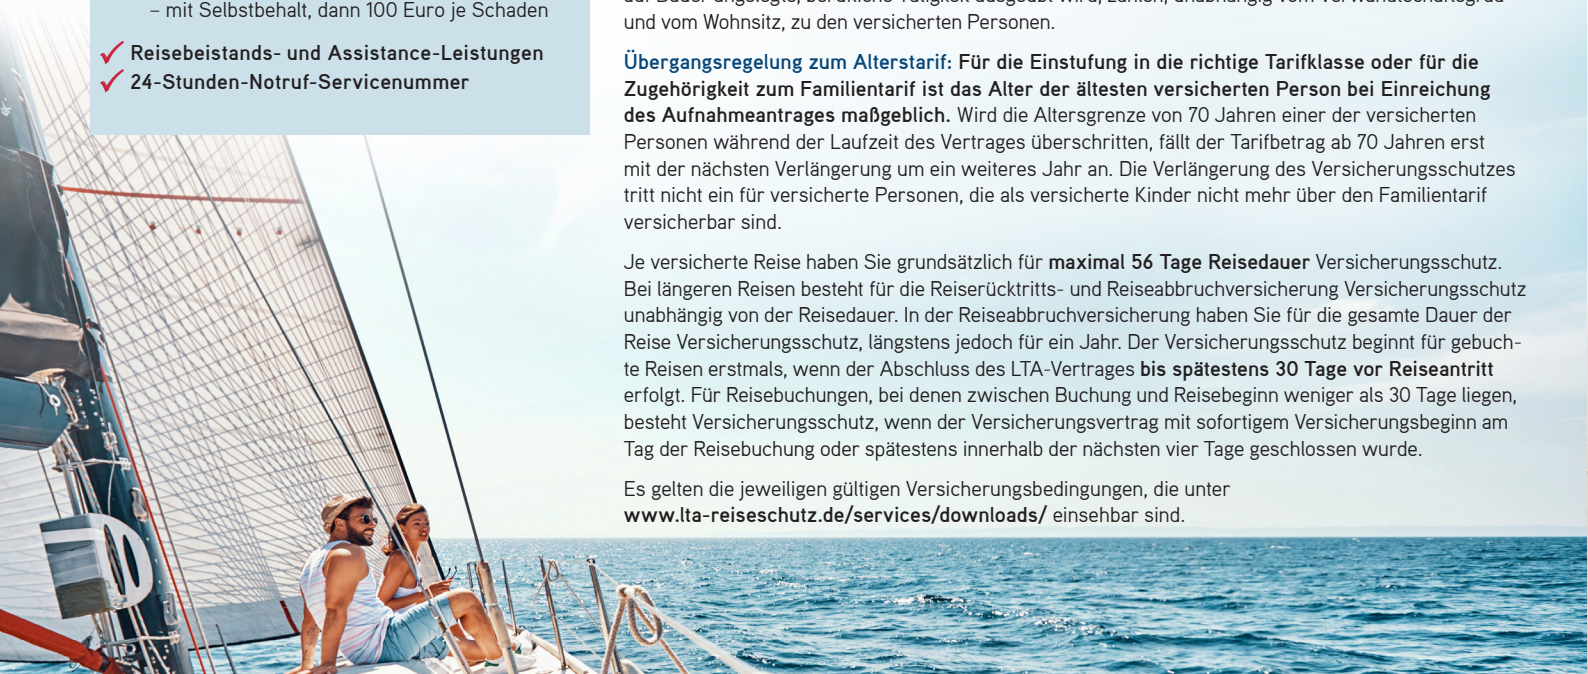 – mit Selbstbehalt, dann 100 Euro je Schaden
Reisebeistands- und Assistance-Leistungen
24-Stunden-Notruf-Servicenummer
und vom Wohnsitz, zu den versicherten Personen.
Übergangsregelung zum Alterstarif: Für die Einstufung in die richtige Tarifklasse oder für die
Zugehörigkeit zum Familientarif ist das Alter der ältesten versicherten Person bei Einreichung
des Aufnahmeantrages maßgeblich. Wird die Altersgrenze von 70 Jahren einer der versicherten
Personen während der Laufzeit des Vertrages überschritten, fällt der Tarifbetrag ab 70 Jahren erst
mit der nächsten Verlängerung um ein weiteres Jahr an. Die Verlängerung des Versicherungsschutzes
tritt nicht ein für versicherte Personen, die als versicherte Kinder nicht mehr über den Familientarif
versicherbar sind.
Je versicherte Reise haben Sie grundsätzlich für maximal 56 Tage Reisedauer Versicherungsschutz.
Bei längeren Reisen besteht für die Reiserücktritts- und Reiseabbruchversicherung Versicherungsschutz
unabhängig von der Reisedauer. In der Reiseabbruchversicherung haben Sie für die gesamte Dauer der
Reise Versicherungsschutz, längstens jedoch für ein Jahr. Der Versicherungsschutz beginnt für gebuch-
te Reisen erstmals, wenn der Abschluss des LTA-Vertrages bis spätestens 30 Tage vor Reiseantritt
erfolgt. Für Reisebuchungen, bei denen zwischen Buchung und Reisebeginn weniger als 30 Tage liegen,
besteht Versicherungsschutz, wenn der Versicherungsvertrag mit sofortigem Versicherungsbeginn am
Tag der Reisebuchung oder spätestens innerhalb der nächsten vier Tage geschlossen wurde.
Es gelten die jeweiligen gültigen Versicherungsbedingungen, die unter
www.lta-reiseschutz.de/services/downloads/ einsehbar sind.